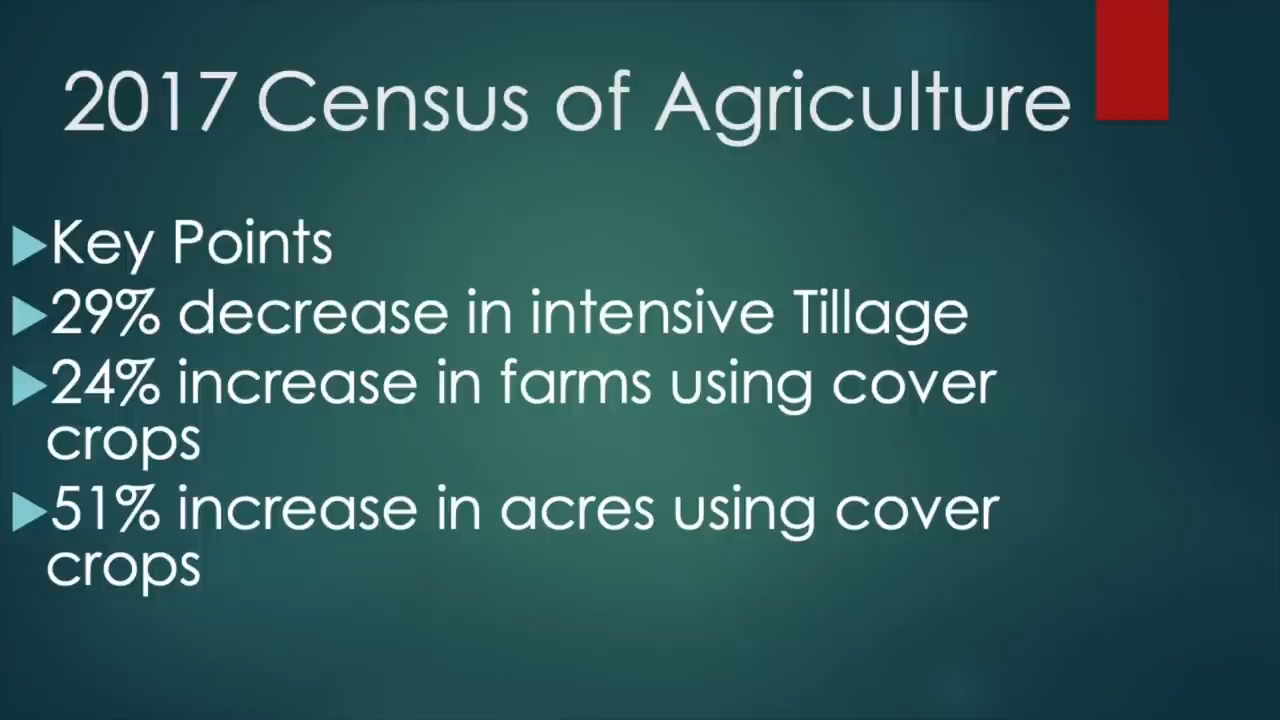 2017 Census of Agriculture
Key Points
29% decrease in intensive Tillage
24% increase in farms using cover
crops
51% increase in acres using cover
crops